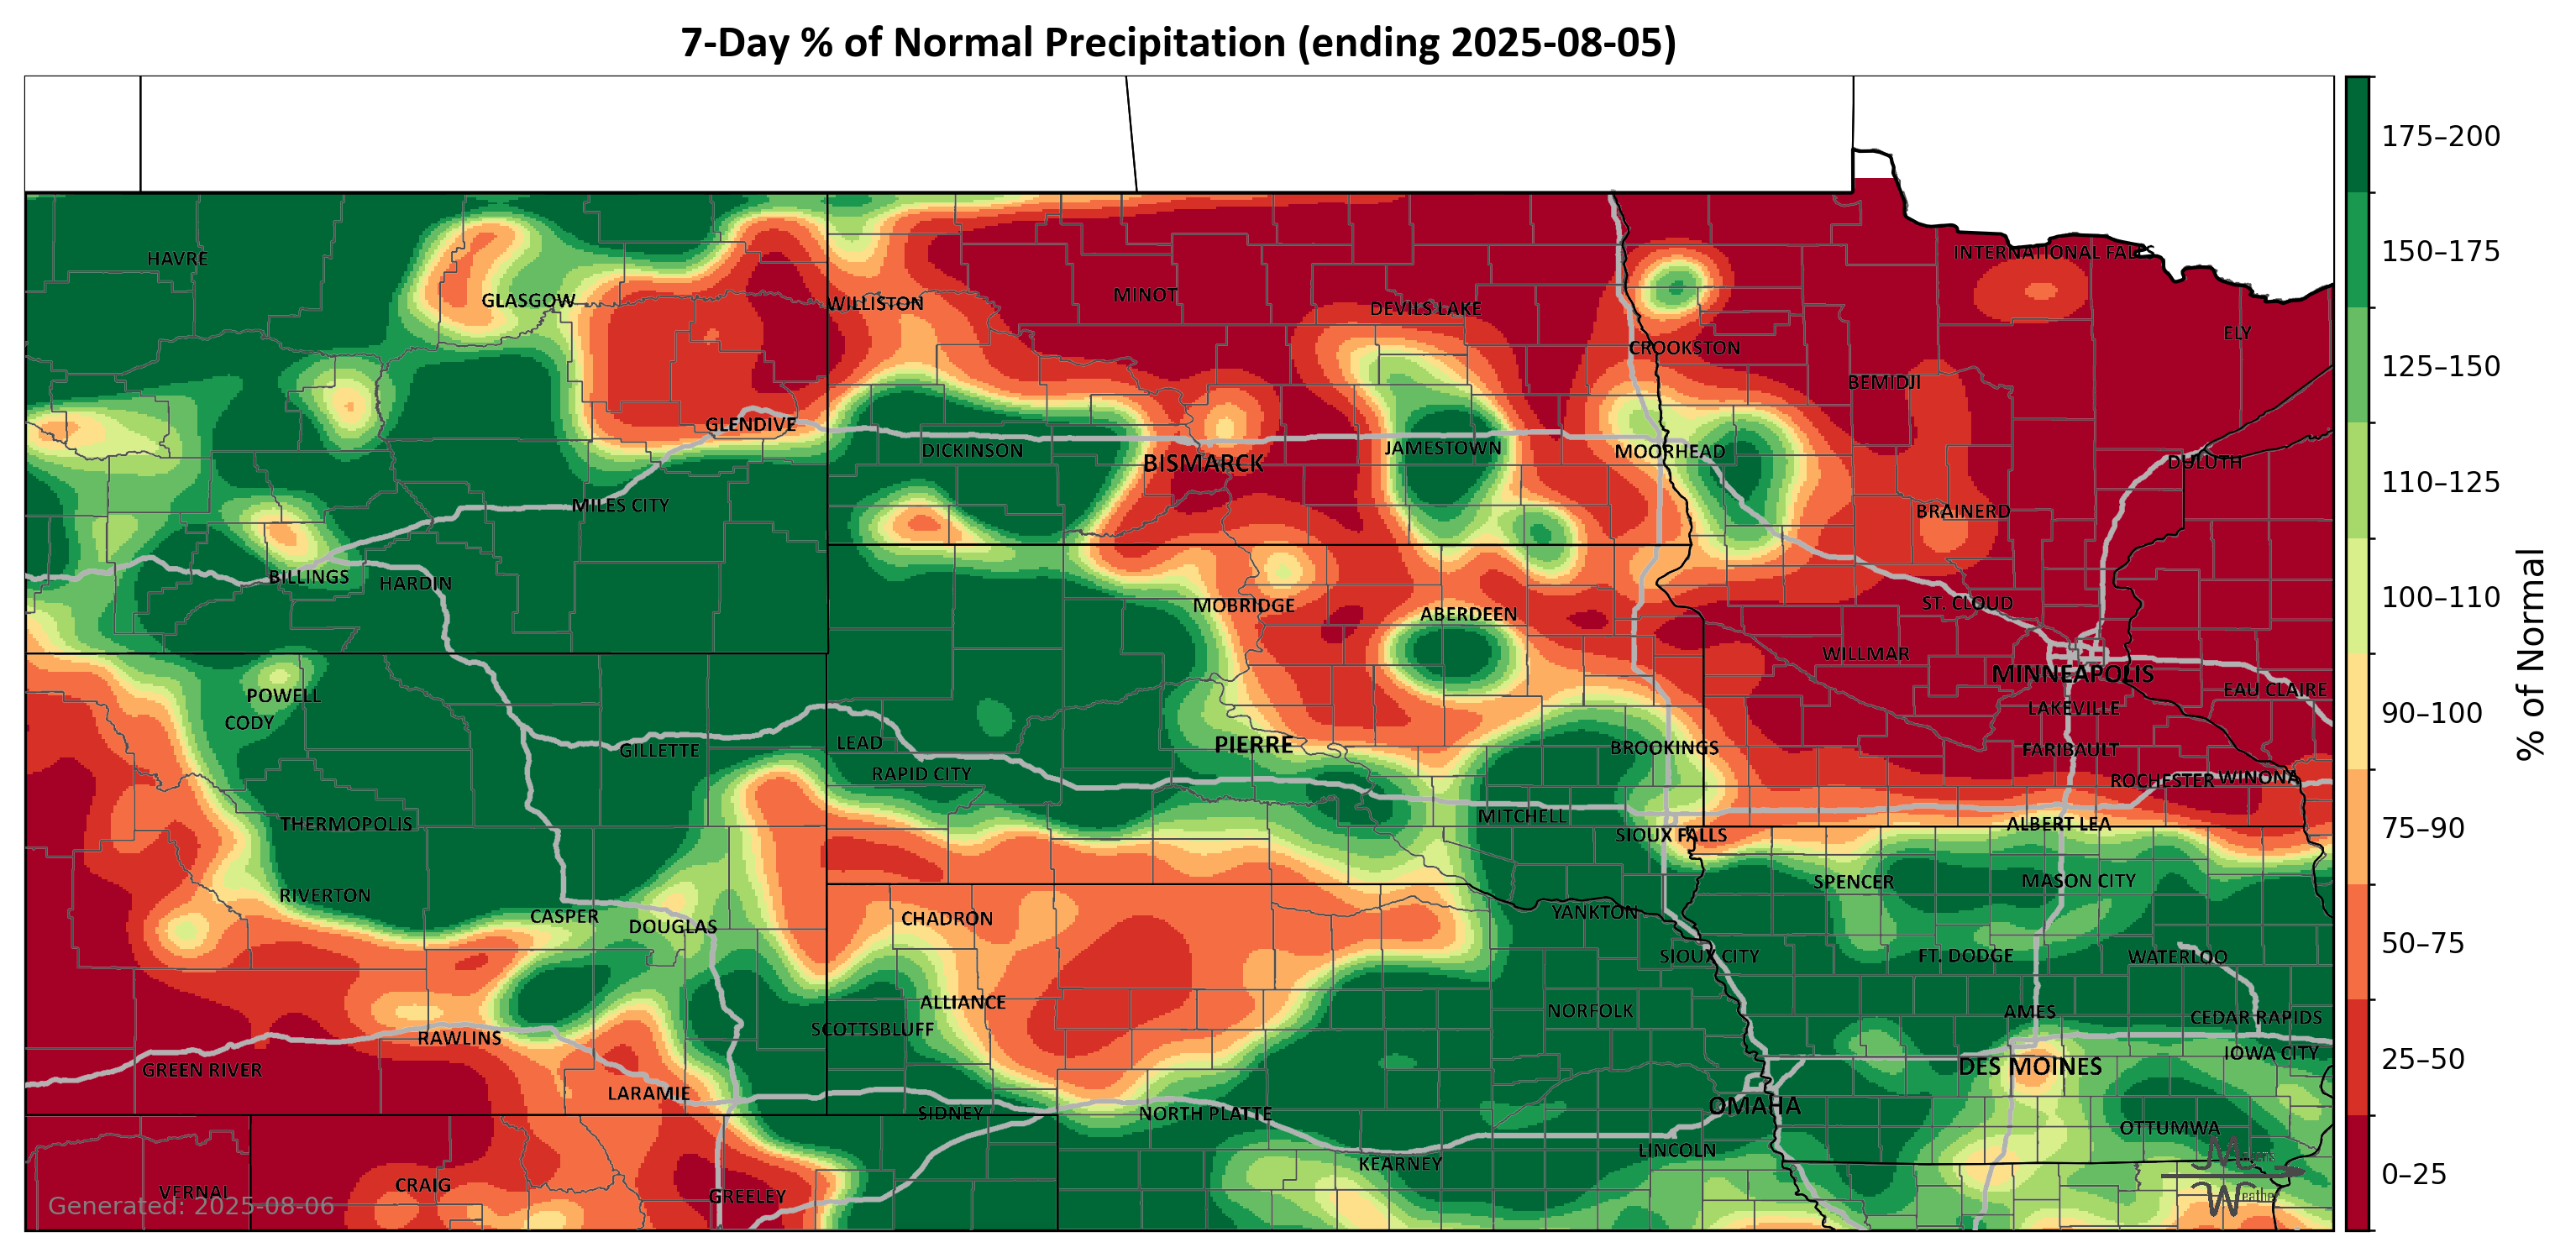 7-Day % of Normal Precipitation (ending 2025-08-05)
175–200
150–175
125–150
110–125
100–110
90–100
75–90
50–75
25–50
0–25
% of Normal
HAVRE
INTERNATIONAL FALLS
GLASGOW
WILLISTON
MINOT
DEVILS LAKE
ELY
CROOKSTON
BEMIDJI
GLENDIVE
DICKINSON
BISMARCK
JAMESTOWN
MOORHEAD
DULUTH
MILES CITY
BRAINERD
BILLINGS
HARDIN
MOBRIDGE
ABERDEEN
ST. CLOUD
WILLMAR
MINNEAPOLIS
EAU CLAIRE
POWELL
CODY
LAKEVILLE
GILLETTE
LEAD
PIERRE
BROOKINGS
FARIBAULT
RAPID CITY
ROCHESTER
WINONA
THERMOPOLIS
MITCHELL
SIOUX FALLS
ALBERT LEA
RIVERTON
SPENCER
MASON CITY
CASPER
DOUGLAS
CHADRON
YANKTON
SIOUX CITY
FT. DODGE
WATERLOO
ALLIANCE
NORFOLK
AMES
CEDAR RAPIDS
SCOTTSBLUFF
RAWLINS
IOWA CITY
GREEN RIVER
DES MOINES
LARAMIE
SIDNEY
NORTH PLATTE
OMAHA
OTTUMWA
LINCOLN
KEARNEY
VERNAL
CRAIG
GREELEY
Generated: 2025-08-06
Weather